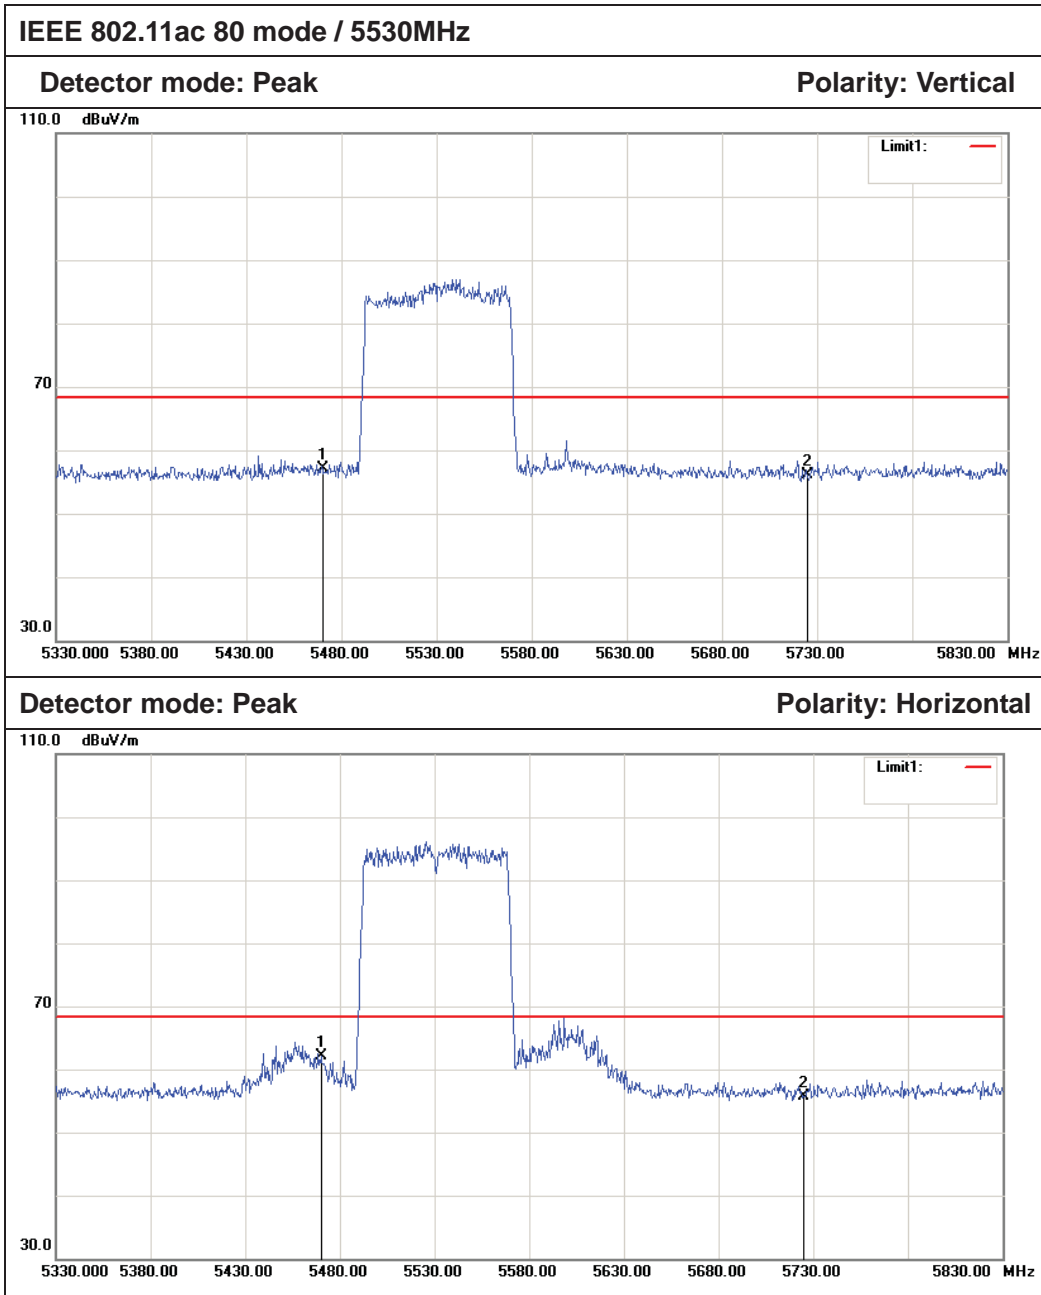 IEEE 802.11ac 80 mode / 5530MHz
Detector mode: Peak Polarity: Vertical
110.0 dBuV/m
Limit1:
70
1
2
30.0
5330.000 5380.00 5430.00 5480.00 5530.00 5580.00 5630.00 5680.00 5730.00 5830.00 MHz
Detector mode: Peak Polarity: Horizontal
110.0 dBuV/m
Limit1:
70
1
2
30.0
5330.000 5380.00 5430.00 5480.00 5530.00 5580.00 5630.00 5680.00 5730.00 5830.00 MHz